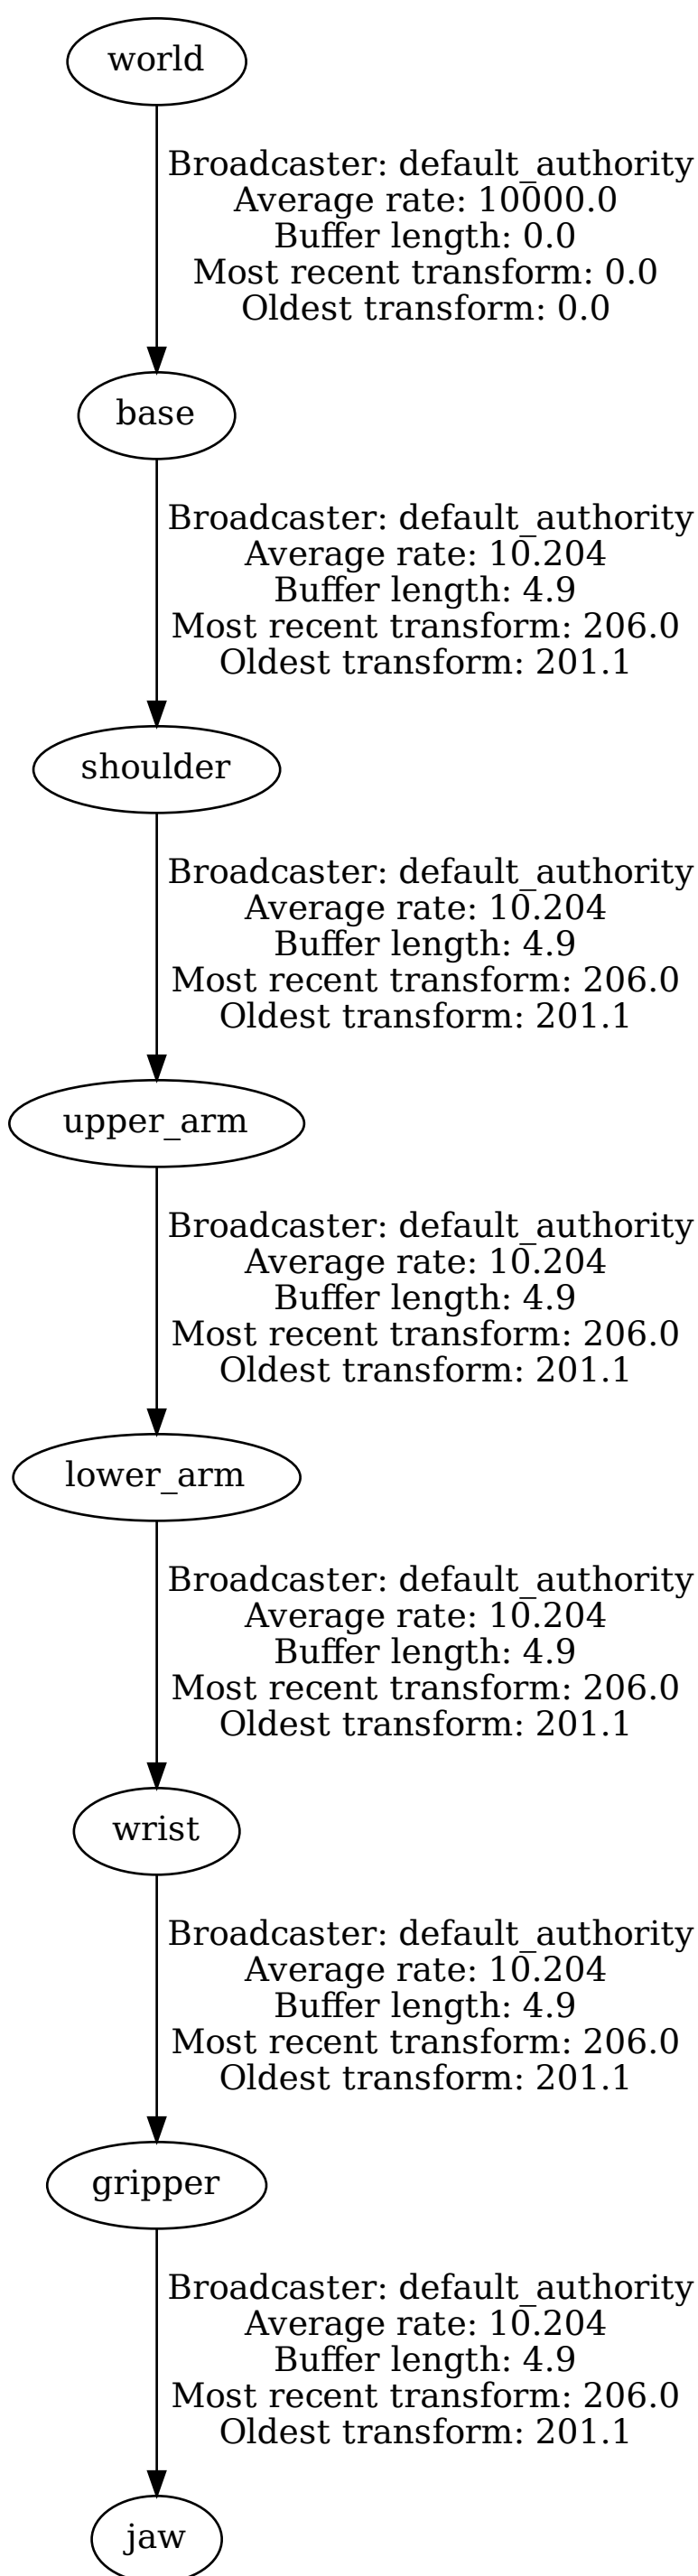 world
Broadcaster: default_authority
Average rate: 10000.0
Buffer length: 0.0
Most recent transform: 0.0
Oldest transform: 0.0
base
Broadcaster: default_authority
Average rate: 10.204
Buffer length: 4.9
Most recent transform: 206.0
Oldest transform: 201.1
shoulder
Broadcaster: default_authority
Average rate: 10.204
Buffer length: 4.9
Most recent transform: 206.0
Oldest transform: 201.1
upper_arm
Broadcaster: default_authority
Average rate: 10.204
Buffer length: 4.9
Most recent transform: 206.0
Oldest transform: 201.1
lower_arm
Broadcaster: default_authority
Average rate: 10.204
Buffer length: 4.9
Most recent transform: 206.0
Oldest transform: 201.1
wrist
Broadcaster: default_authority
Average rate: 10.204
Buffer length: 4.9
Most recent transform: 206.0
Oldest transform: 201.1
gripper
Broadcaster: default_authority
Average rate: 10.204
Buffer length: 4.9
Most recent transform: 206.0
Oldest transform: 201.1
jaw